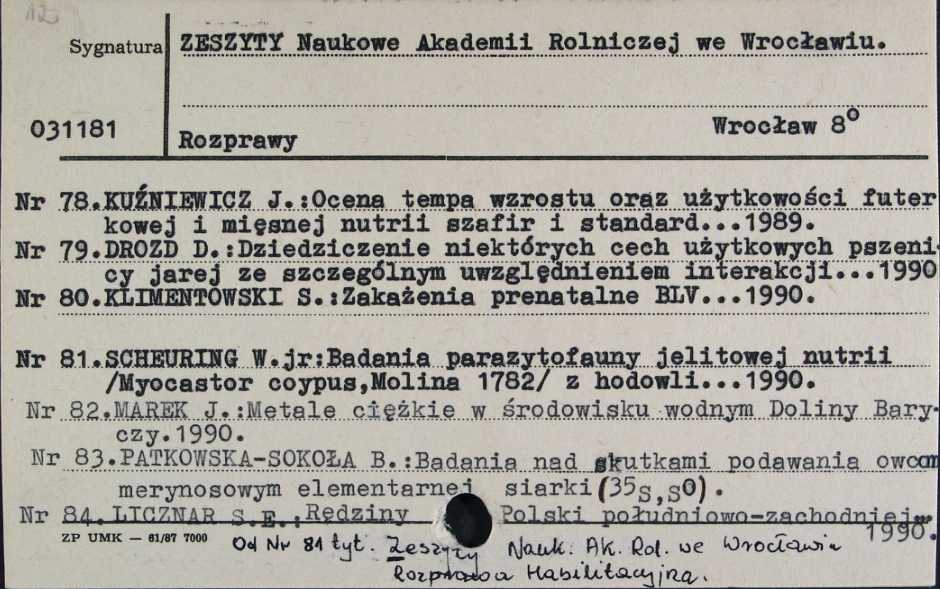 12
Sygnatura
ZESZYTY Naukowe Akademii Rolniczej we Wrocławiu.
031181
Wrocław 8⁰
Rozprawy
Nr 78.KUŹNIEWICZ J.:Ocena tempa wzrostu oraz użytkowości futer
kowej i mięsnej nutrii szafir i standard...1989.
Nr 79.DROZD D.:Dziedziczenie niektórych cech użytkowych pszeni-
cy jarej ze szczególnym uwzględnieniem interakcji...1990
Nr 80.KLIMENTOWSKI S.:Zakażenia prenatalne BLV...1990.
Nr 81.SCHEURING W.jr:Badania parazytofauny jelitowej nutrii
/Myocastor coypus,Molina 1782/ z hodowli...1990.
Nr 82.MAREK J.:Metale ciężkie w środowisku wodnym Doliny Bary-
czy.1990.
Nr 83.PATKOWSKA-SOKOŁA B.:Badania nad skutkami podawania owcom
merynosowym elementarnej siarki (35S,S⁰).
Nr 84.LICZNAR S.E.:Rędziny Polski południowo-zachodniej..
1990.
ZP UMK — 61/87 7000
Od Nr 81 tyt. Zeszyty Nauk. AK. Rol. we Wrocławiu
Rozprawa Habilitacyjna.